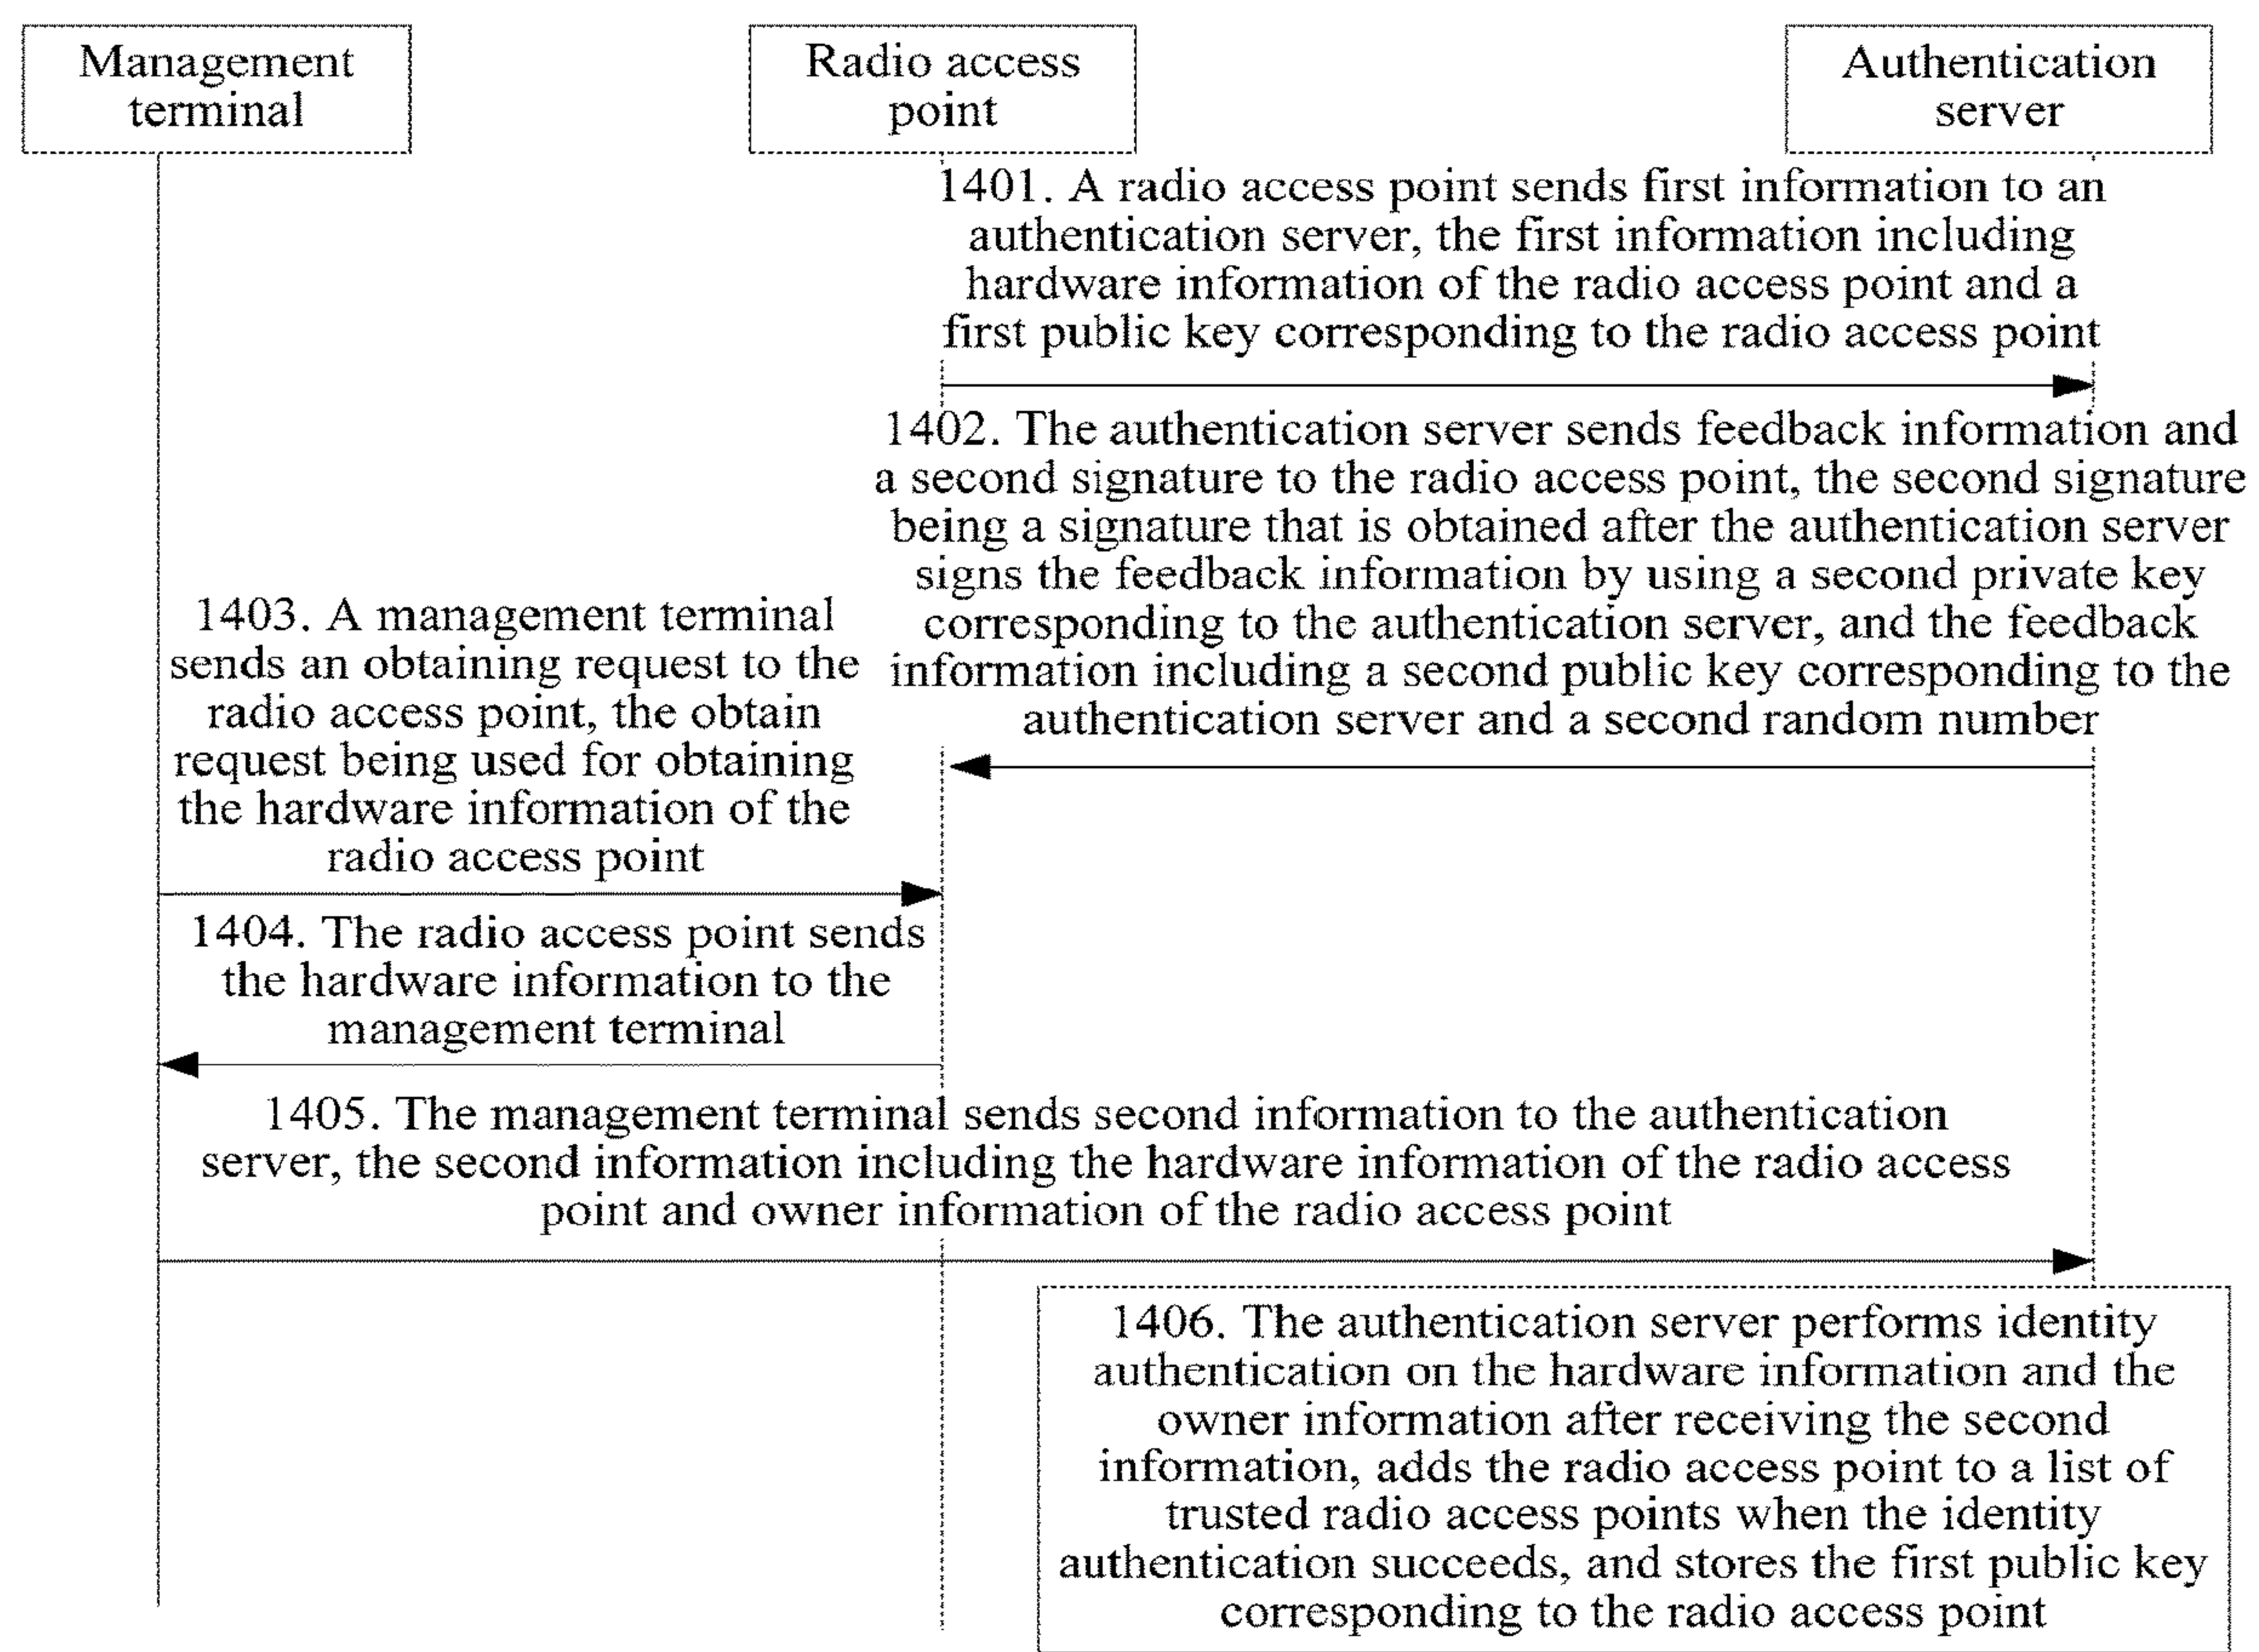 Management
terminal
Radio access
point
Authentication
server
1401. A radio access point sends first information to an
authentication server, the first information including
hardware information of the radio access point and a
first public key corresponding to the radio access point
1402. The authentication server sends feedback information and
a second signature to the radio access point, the second signature
being a signature that is obtained after the authentication server
signs the feedback information by using a second private key
corresponding to the authentication server, and the feedback
information including a second public key corresponding to the
authentication server and a second random number
1403. A management terminal
sends an obtaining request to the
radio access point, the obtain
request being used for obtaining
the hardware information of the
radio access point
1404. The radio access point sends
the hardware information to the
management terminal
1405. The management terminal sends second information to the authentication
server, the second information including the hardware information of the radio access
point and owner information of the radio access point
1406. The authentication server performs identity
authentication on the hardware information and the
owner information after receiving the second
information, adds the radio access point to a list of
trusted radio access points when the identity
authentication succeeds, and stores the first public key
corresponding to the radio access point